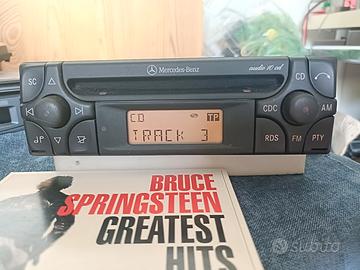 Mercedes-Benz
audio 10 cd
SC
CD
CD
TP
CDC
AM
TRACK 3
RDS
FM
PTY
BRUCE
SPRINGSTEEN
GREATEST
HITS
subito